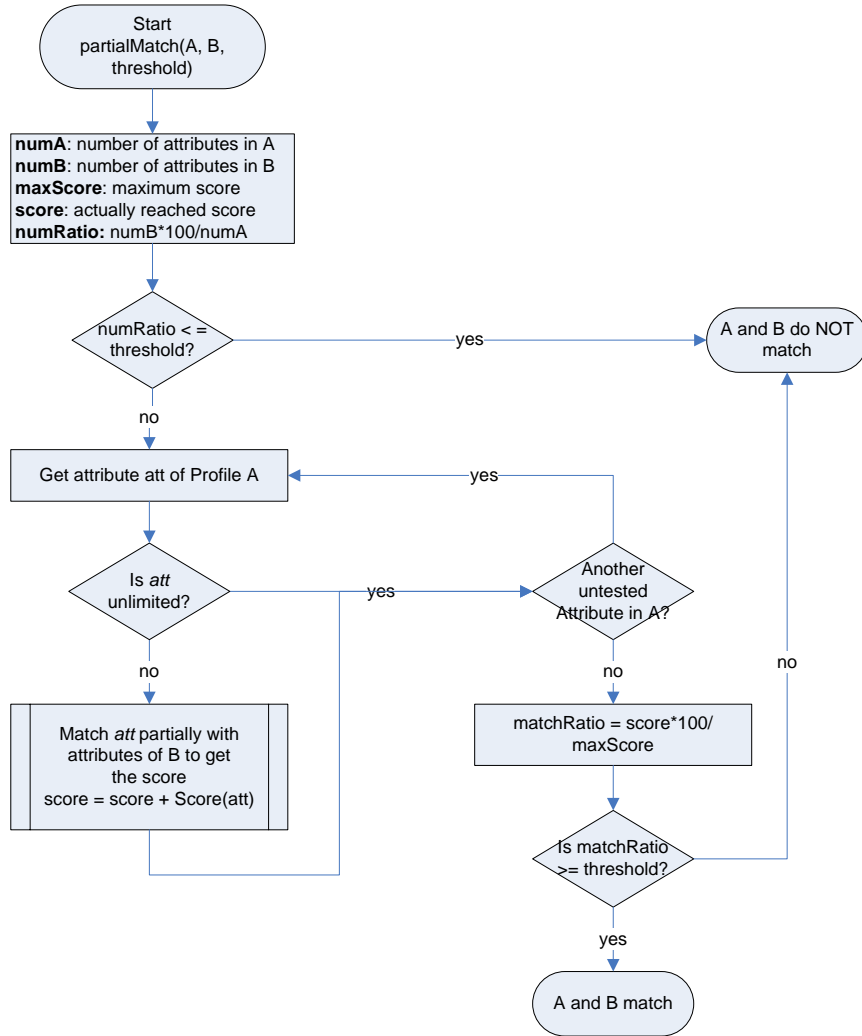 Start
partialMatch(A, B,
threshold)
numA: number of attributes in A
numB: number of attributes in B
maxScore: maximum score
score: actually reached score
numRatio: numB*100/numA
numRatio < =
threshold?
yes
A and B do NOT
match
no
Get attribute att of Profile A
yes
Is att
unlimited?
yes
Another
untested
Attribute in A?
no
no
no
Match att partially with
attributes of B to get
the score
score = score + Score(att)
matchRatio = score*100/
maxScore
Is matchRatio
>= threshold?
yes
A and B match